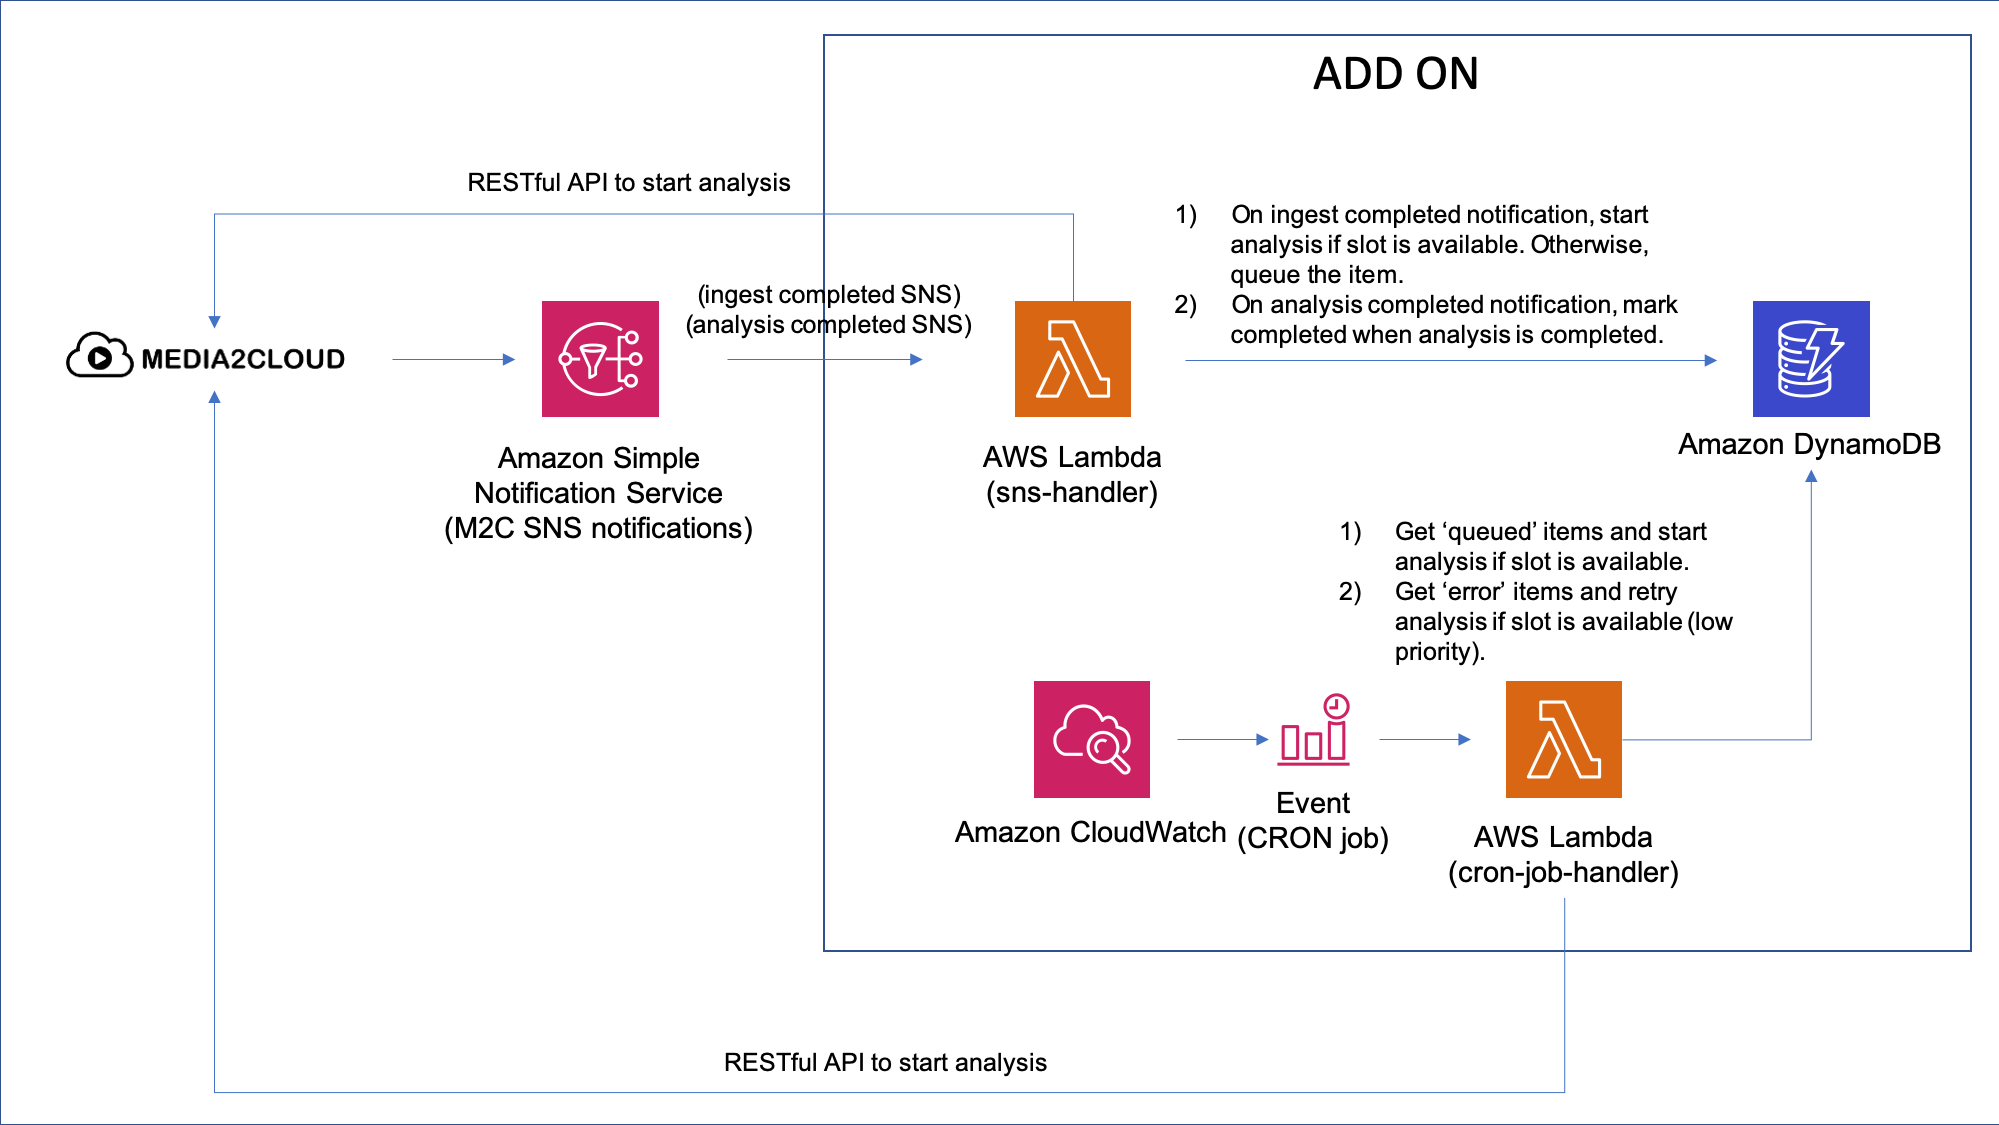 ADD ON
RESTful API to start analysis
1) On ingest completed notification, start
analysis if slot is available. Otherwise,
queue the item.
2) On analysis completed notification, mark
completed when analysis is completed.
(ingest completed SNS)
(analysis completed SNS)
MEDIA2CLOUD
Amazon Simple
Notification Service
(M2C SNS notifications)
AWS Lambda
(sns-handler)
Amazon DynamoDB
1) Get ‘queued’ items and start
analysis if slot is available.
2) Get ‘error’ items and retry
analysis if slot is available (low
priority).
Amazon CloudWatch
Event
(CRON job)
AWS Lambda
(cron-job-handler)
RESTful API to start analysis